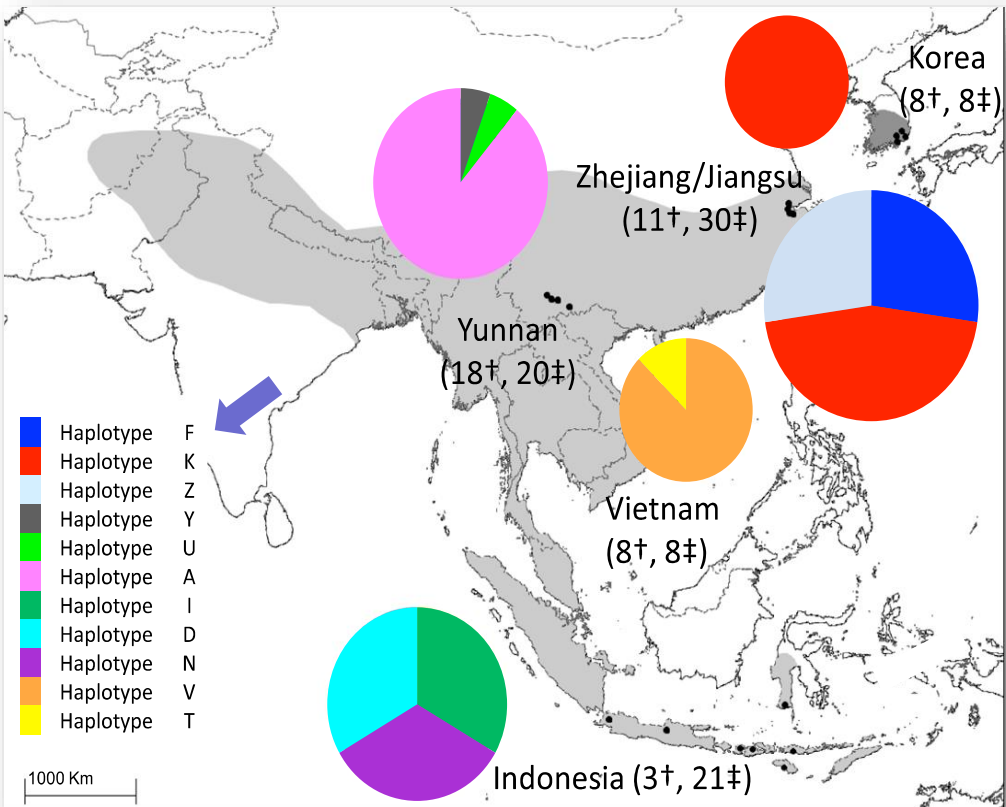 Korea
(8†, 8‡)
Zhejiang/Jiangsu
(11†, 30‡)
Yunnan
(18†, 20‡)
Vietnam
(8†, 8‡)
Haplotype F
Haplotype K
Haplotype Z
Haplotype Y
Haplotype U
Haplotype A
Haplotype I
Haplotype D
Haplotype N
Haplotype V
Haplotype T
1000 Km
Indonesia (3†, 21‡)